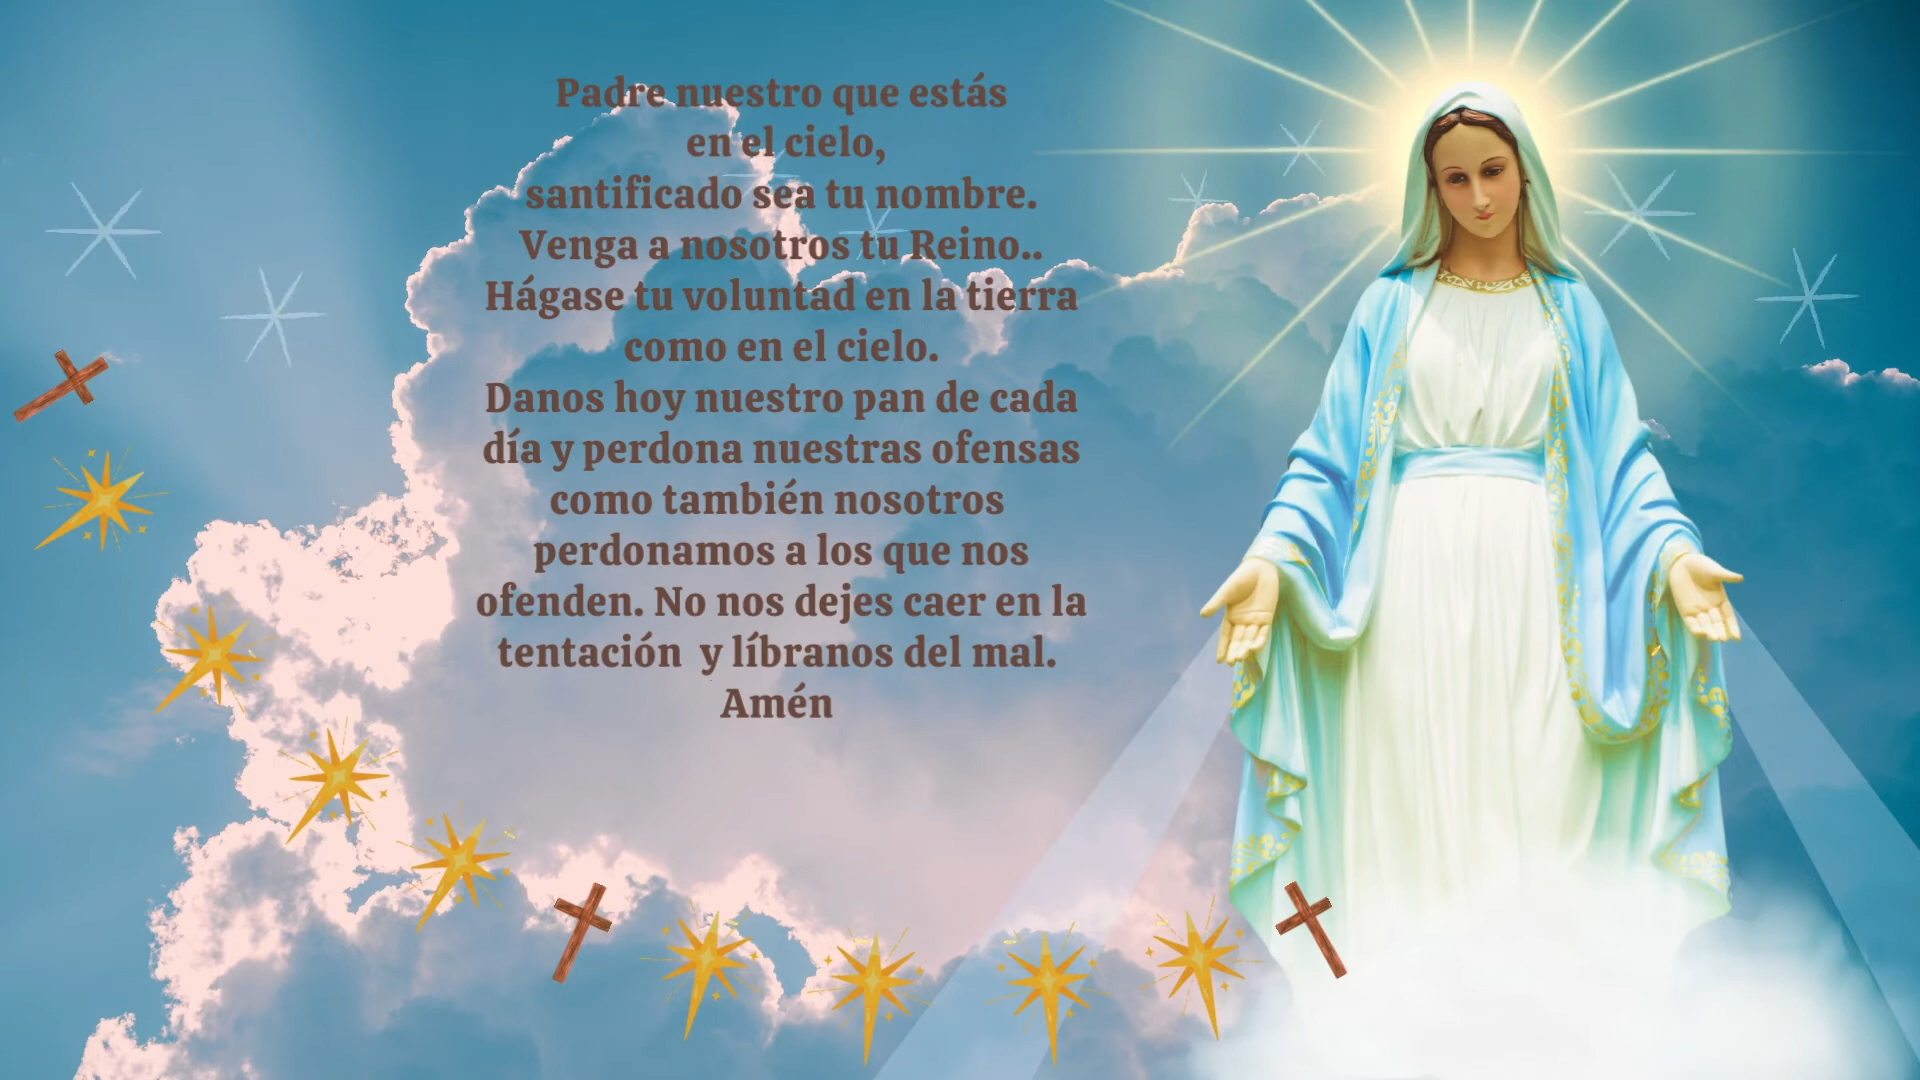 Padre nuestro que estás
en el cielo,
santificado sea tu nombre.
Venga a nosotros tu Reino..
Hágase tu voluntad en la tierra
como en el cielo.
Danos hoy nuestro pan de cada
día y perdona nuestras ofensas
como también nosotros
perdonamos a los que nos
ofenden. No nos dejes caer en la
tentación  y líbranos del mal.
Amén